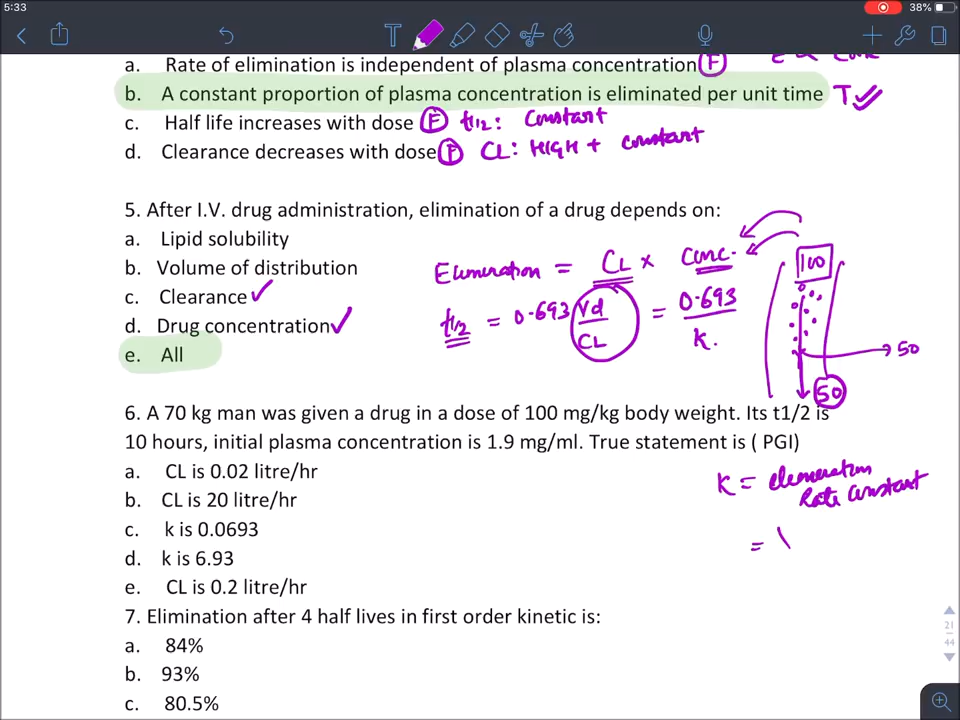 5:33
38%
T
a. Rate of elimination is independent of plasma concentration F
b. A constant proportion of plasma concentration is eliminated per unit time T
c. Half life increases with dose F t1/2: Constant
d. Clearance decreases with dose F CL: HIGH + constant
5. After I.V. drug administration, elimination of a drug depends on:
a. Lipid solubility
b. Volume of distribution
c. Clearance
d. Drug concentration
e. All
Elimination = CL x Conc.
t1/2 = 0.693 Vd/CL = 0.693/K.
100
50
50
6. A 70 kg man was given a drug in a dose of 100 mg/kg body weight. Its t1/2 is
10 hours, initial plasma concentration is 1.9 mg/ml. True statement is ( PGI)
a. CL is 0.02 litre/hr
b. CL is 20 litre/hr
c. k is 0.0693
d. k is 6.93
e. CL is 0.2 litre/hr
K = elimination
Rate constant
= \
7. Elimination after 4 half lives in first order kinetic is:
a. 84%
b. 93%
c. 80.5%
21
44